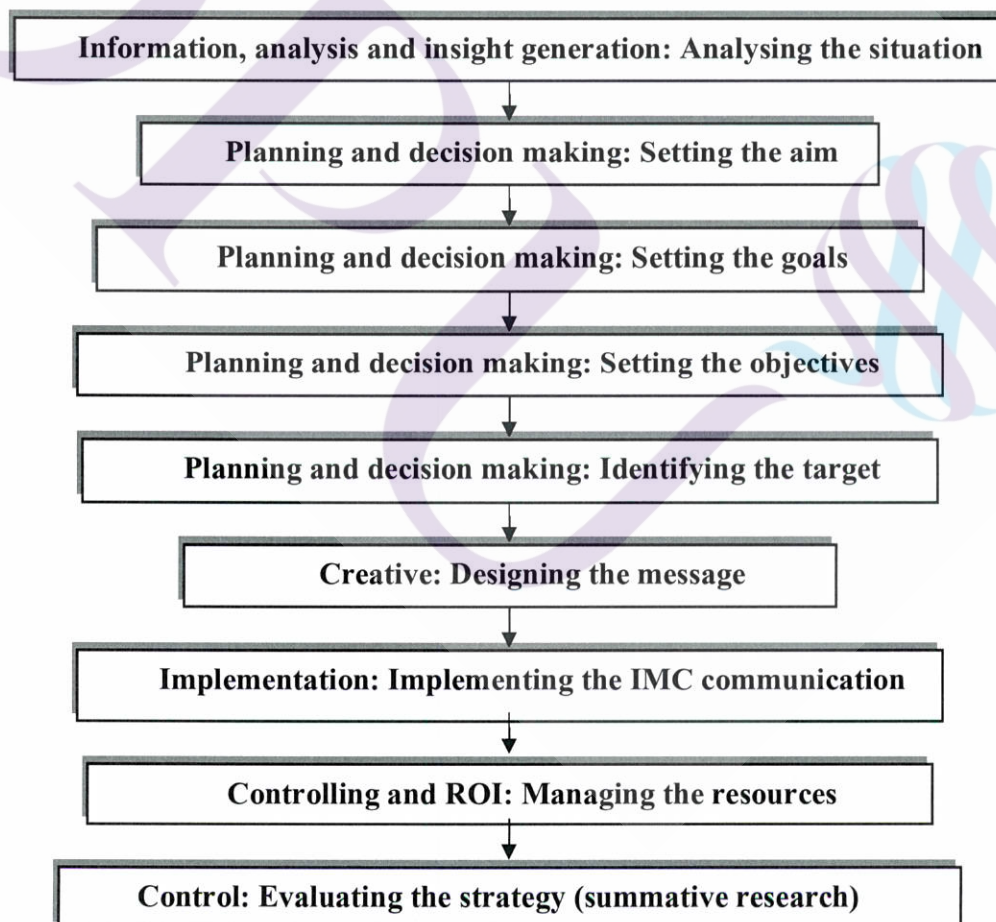 Information, analysis and insight generation: Analysing the situation
Planning and decision making: Setting the aim
Planning and decision making: Setting the goals
Planning and decision making: Setting the objectives
Planning and decision making: Identifying the target
Creative: Designing the message
Implementation: Implementing the IMC communication
Controlling and ROI: Managing the resources
Control: Evaluating the strategy (summative research)